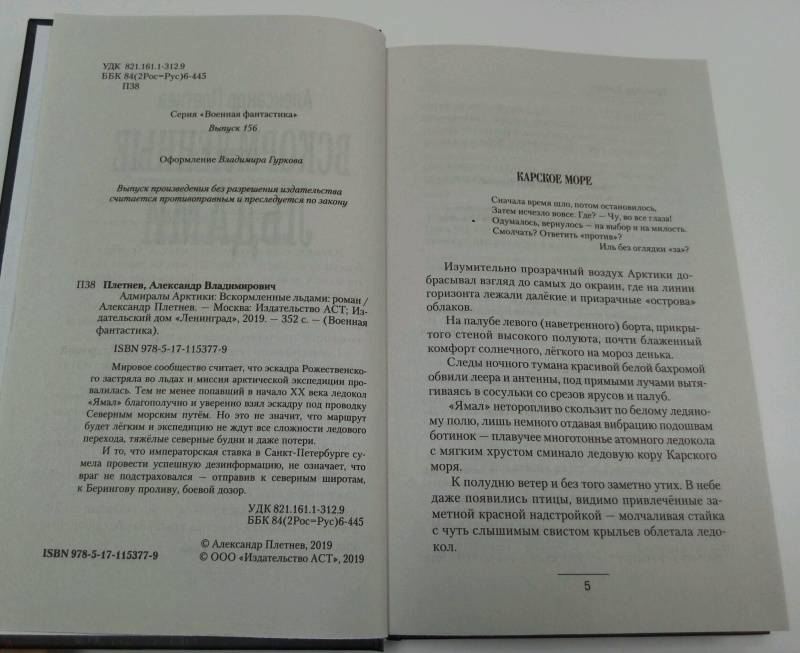 УДК 821.161.1-312.9
ББК 84(2Рос=Рус)6-445
П38
Серия «Военная фантастика»
Выпуск 156
Оформление Владимира Гуркова
Выпуск произведения без разрешения издательства
считается противоправным и преследуется по закону
П38 Плетнев, Александр Владимирович
Адмиралы Арктики: Вскормленные льдами: роман /
Александр Плетнев. — Москва: Издательство АСТ; Из-
дательский дом «Ленинград», 2019. — 352 с. — (Военная
фантастика).
ISBN 978-5-17-115377-9
Мировое сообщество считает, что эскадра Рожественско-
го застряла во льдах и миссия арктической экспедиции про-
валилась. Тем не менее попавший в начало XX века ледокол
«Ямал» благополучно и уверенно взял эскадру под проводку
Северным морским путём. Но это не значит, что маршрут
будет лёгким и экспедицию не ждут все сложности ледового
перехода, тяжёлые северные будни и даже потери.
И то, что императорская ставка в Санкт-Петербурге су-
мела провести успешную дезинформацию, не означает, что
враг не подстраховался — отправив к северным широтам,
к Берингову проливу, боевой дозор.
УДК 821.161.1-312.9
ББК 84(2Рос=Рус)6-445
© Александр Плетнев, 2019
ISBN 978-5-17-115377-9 © ООО «Издательство АСТ», 2019
КАРСКОЕ МОРЕ
Сначала время шло, потом остановилось,
Затем исчезло вовсе. Где? — Чу, во все глаза!
Одумалось, вернулось — на выбор и на милость.
Смолчать? Ответить «против»?
Иль без оглядки «за»?
Изумительно прозрачный воздух Арктики до-
брасывал взгляд до самых до окраин, где на линии
горизонта лежали далёкие и призрачные «острова»
облаков.
На палубе левого (наветренного) борта, прикры-
того стеной высокого полуюта, почти блаженный
комфорт солнечного, лёгкого на мороз денька.
Следы ночного тумана красивой белой бахромой
обвили леера и антенны, под прямыми лучами вытя-
гиваясь в сосульки со срезов ярусов и палуб.
«Ямал» неторопливо скользит по белому ледяно-
му полю, лишь немного отдавая вибрацию подошвам
ботинок — плавучее многотонье атомного ледокола
с мягким хрустом сминало ледовую кору Карского
моря.
К полудню ветер и без того заметно утих. В небе
даже появились птицы, видимо привлечённые за-
метной красной надстройкой — молчаливая стайка
с чуть слышимым свистом крыльев облетала ледо-
кол.
5